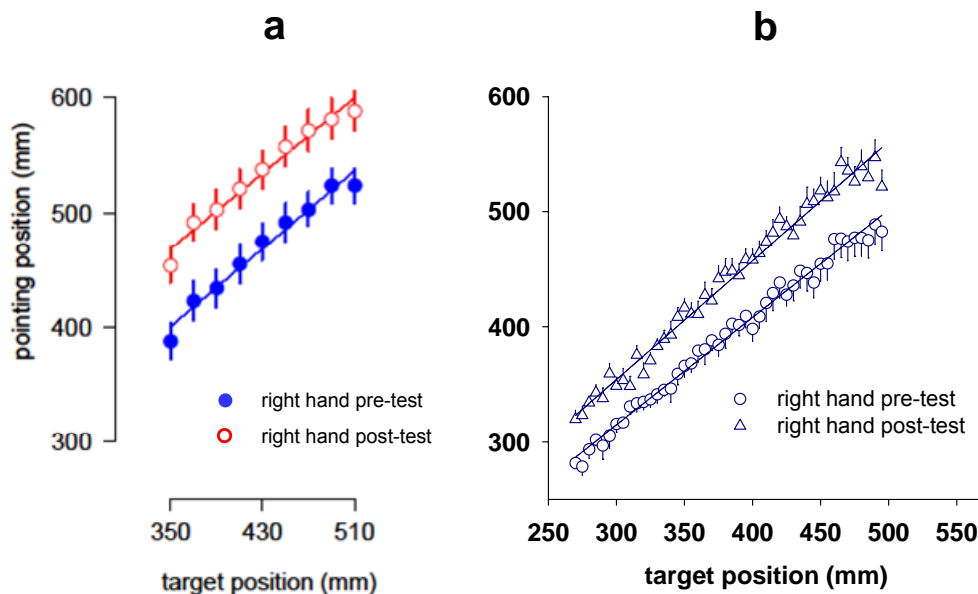 a
600
500
400
300
pointing position (mm)
right hand pre-test
right hand post-test
350
430
510
target position (mm)
b
600
500
400
300
right hand pre-test
right hand post-test
250
300
350
400
450
500
550
target position (mm)